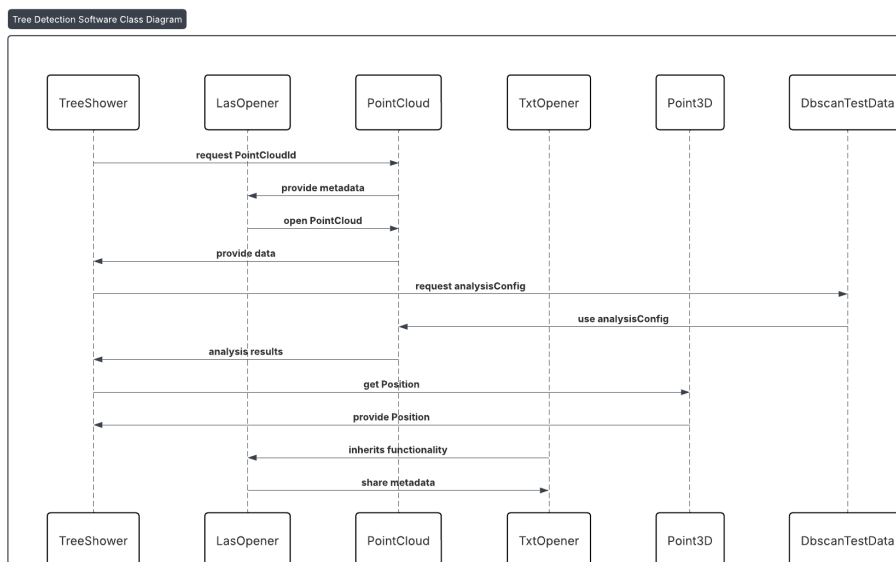 Tree Detection Software Class Diagram
TreeShower
LasOpener
PointCloud
TxtOpener
Point3D
DbscanTestData
request PointCloudId
provide metadata
open PointCloud
provide data
request analysisConfig
use analysisConfig
analysis results
get Position
provide Position
inherits functionality
share metadata
TreeShower
LasOpener
PointCloud
TxtOpener
Point3D
DbscanTestData